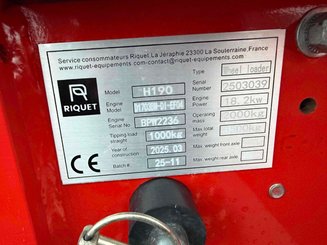 Service consommateurs Riquet.La Jeraphie 23300 La Souterraine.France
www.riquet-equipements.com contact@riquet-equipements.com
RIQUET
Model H190
Engine Model
Engine Serial NO BPW2236
Tipping load straight 1000kg
Year of construction 2025.03
Batch # 25-11
Type Wheel loader
Serial NO 2503039
Engine Power 18.2kw
Operating mass 2000kg
Max total weight
Max. weight front axle:
Max. weight rear axle:
CE